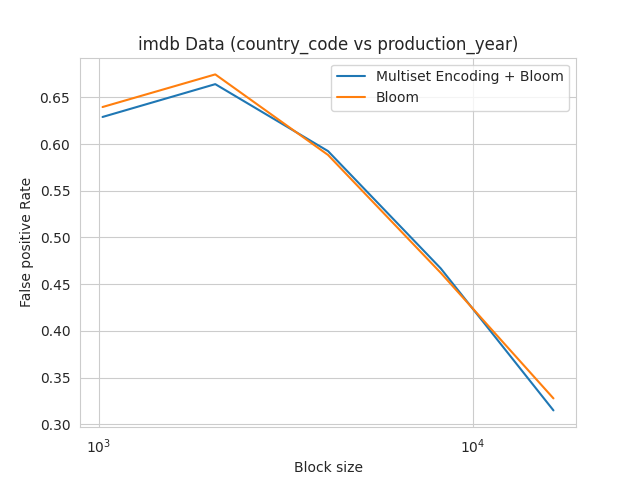 imdb Data (country_code vs production_year)
Multiset Encoding + Bloom
Bloom
False positive Rate
0.65
0.60
0.55
0.50
0.45
0.40
0.35
0.30
10³
10⁴
Block size